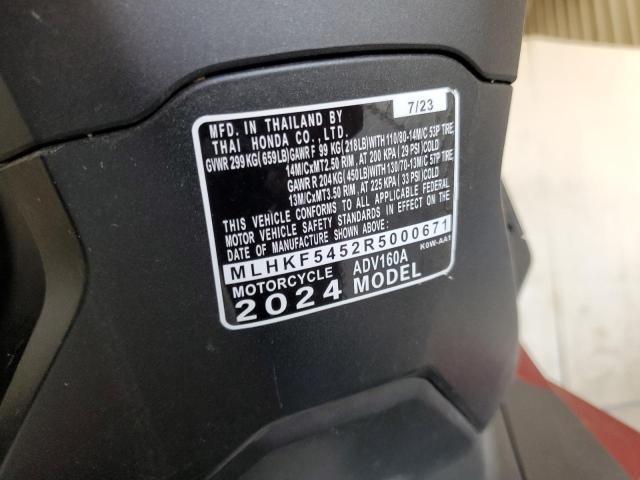 7/23
MFD. IN THAILAND BY
THAI HONDA CO.,LTD.
GVWR 299 KG( 659LB)GAWR F 99 KG( 218LB)WITH 110/80-14M/C 53P TIRE
14M/CxMT2.50 RIM, AT 200 KPA ( 29 PSI)COLD
GAWR R 204 KG( 450LB)WITH 130/70-13M/C 57P TIRE
13M/CxMT3.50 RIM, AT 225 KPA ( 33 PSI)COLD
THIS VEHICLE CONFORMS TO ALL APPLICABLE FEDERAL
MOTOR VEHICLE SAFETY STANDARDS IN EFFECT ON THE
DATE OF MANUFACTURE SHOWN ABOVE.
MLHKF5452R5000671
K0W-AA1
MOTORCYCLE ADV160A
2024 MODEL